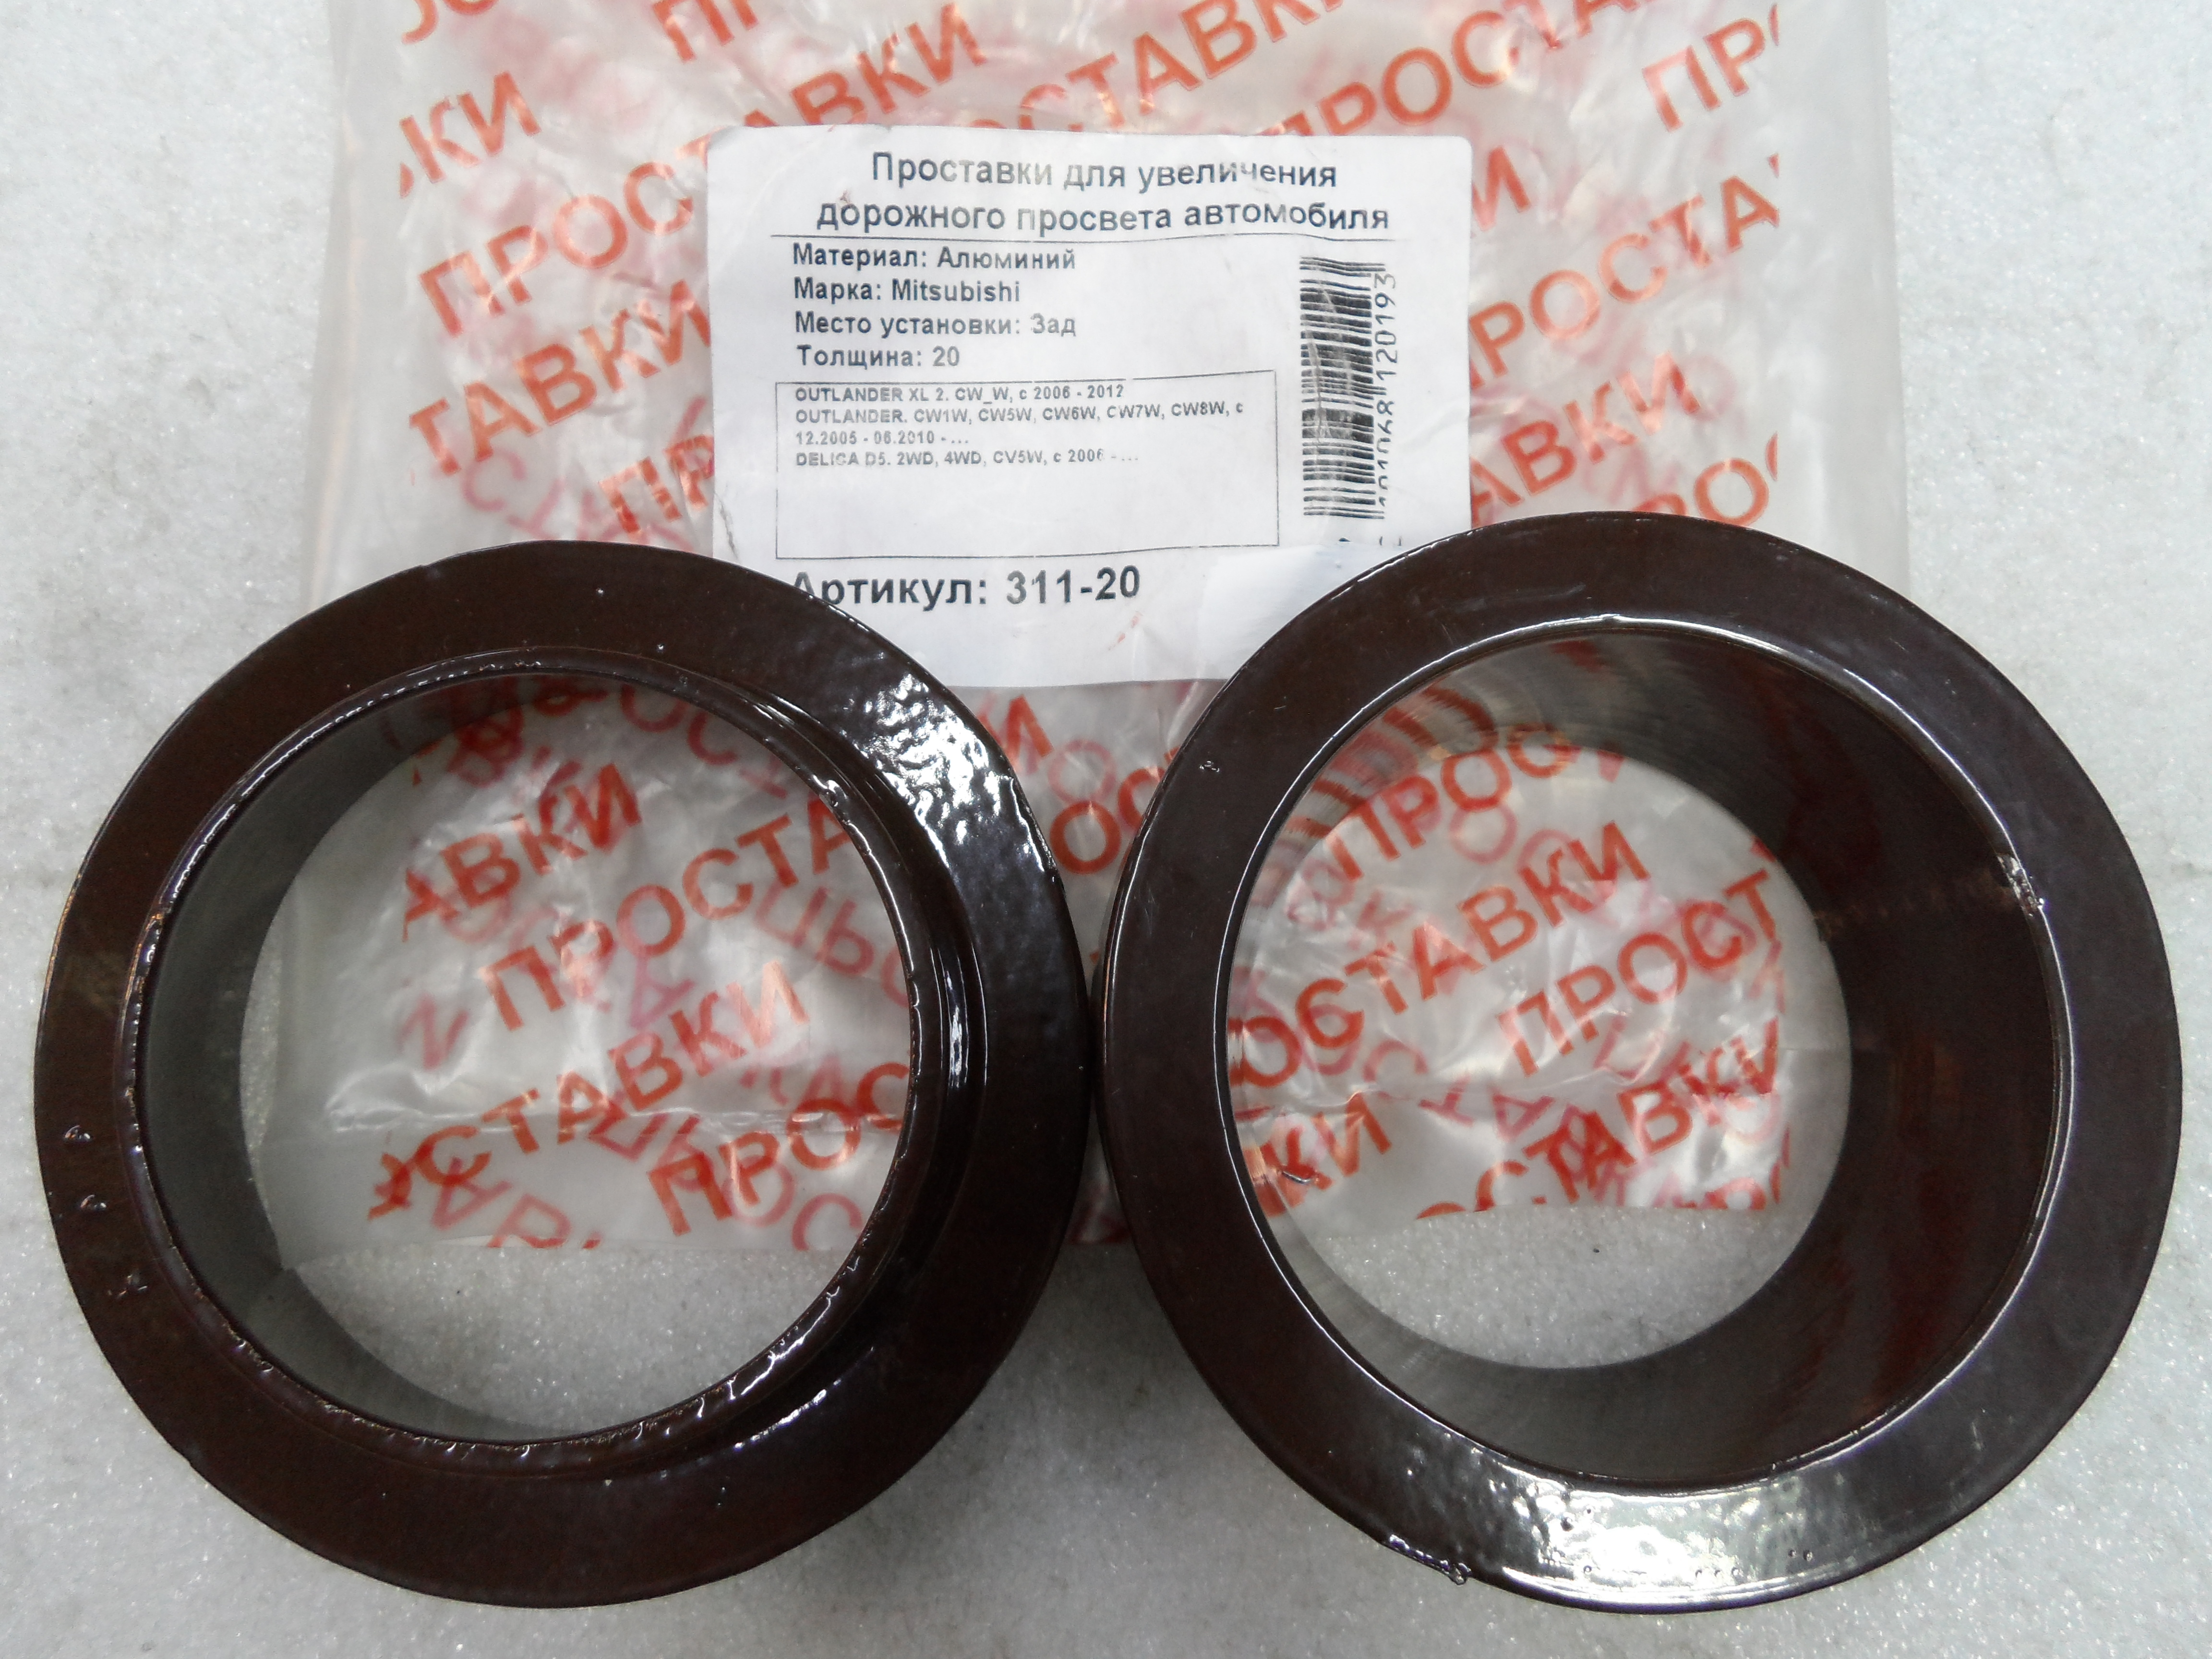 Проставки для увеличения
дорожного просвета автомобиля
Материал: Алюминий
Марка: Mitsubishi
Место установки: Зад
Толщина: 20
OUTLANDER XL 2. CW_W, с 2006 - 2012
OUTLANDER. CW1W, CW5W, CW6W, CW7W, CW8W, с
12.2005 - 06.2010 - ...
DELICA D5. 2WD, 4WD, CV5W, с 2006 - ...
Артикул: 311-20
ПРОСТАВКИ
ПРОСТАВКИ
ПРОСТАВКИ